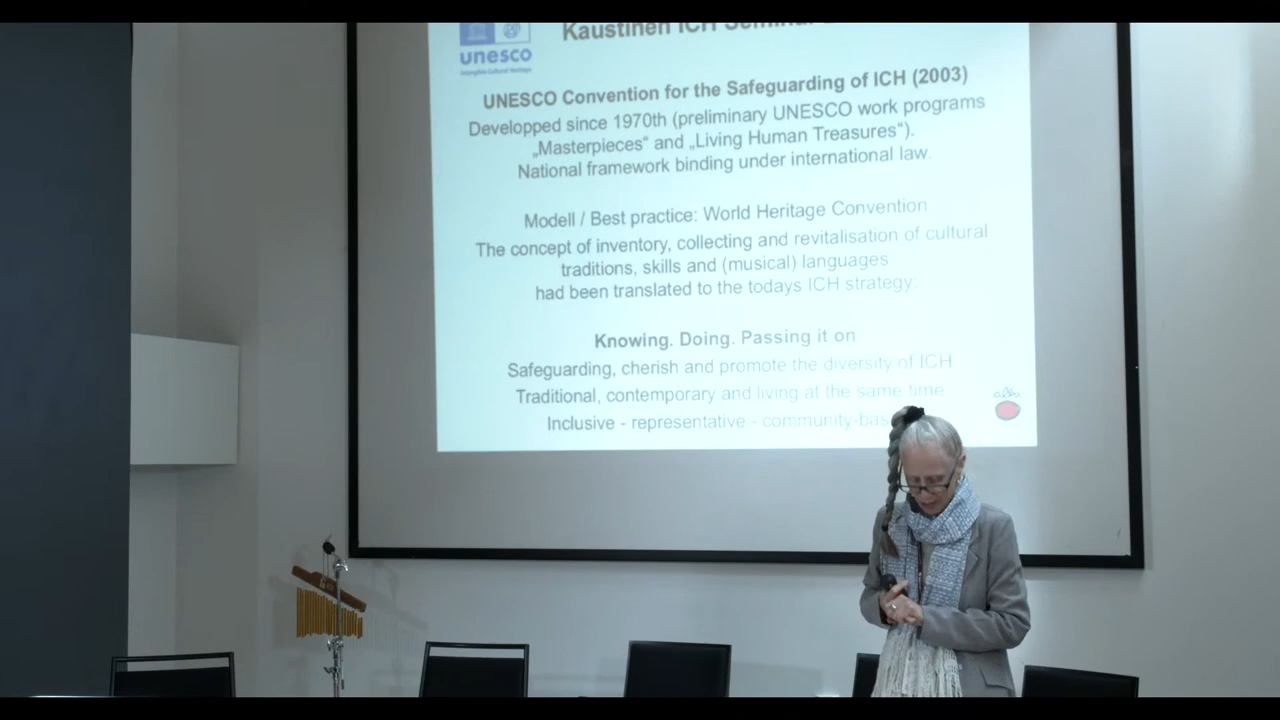 unesco
Intangible Cultural Heritage
Kaustinen ICH Seminar
UNESCO Convention for the Safeguarding of ICH (2003)
Developped since 1970th (preliminary UNESCO work programs
„Masterpieces“ and „Living Human Treasures“).
National framework binding under international law.
Modell / Best practice: World Heritage Convention
The concept of inventory, collecting and revitalisation of cultural
traditions, skills and (musical) languages
had been translated to the todays ICH strategy:
Knowing. Doing. Passing it on
Safeguarding, cherish and promote the diversity of ICH
Traditional, contemporary and living at the same time
Inclusive - representative - community-bas